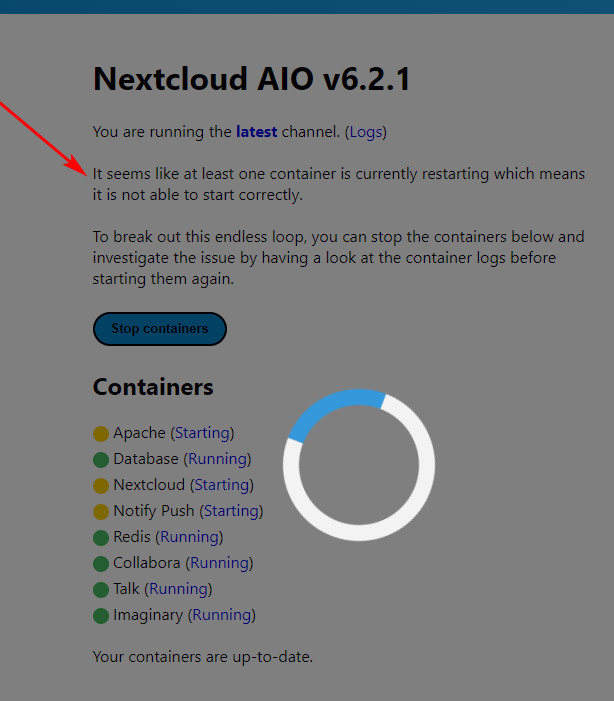 Nextcloud AIO v6.2.1
You are running the latest channel. (Logs)
It seems like at least one container is currently restarting which means
it is not able to start correctly.
To break out this endless loop, you can stop the containers below and
investigate the issue by having a look at the container logs before
starting them again.
Stop containers
Containers
Apache (Starting)
Database (Running)
Nextcloud (Starting)
Notify Push (Starting)
Redis (Running)
Collabora (Running)
Talk (Running)
Imaginary (Running)
Your containers are up-to-date.